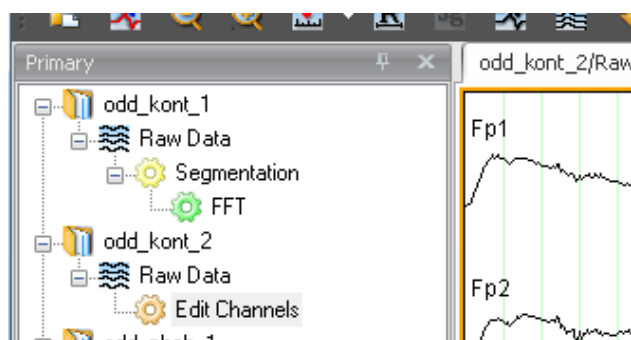 Primary
odd_kont_2/Raw
odd_kont_1
Raw Data
Segmentation
FFT
odd_kont_2
Raw Data
Edit Channels
Fp1
Fp2